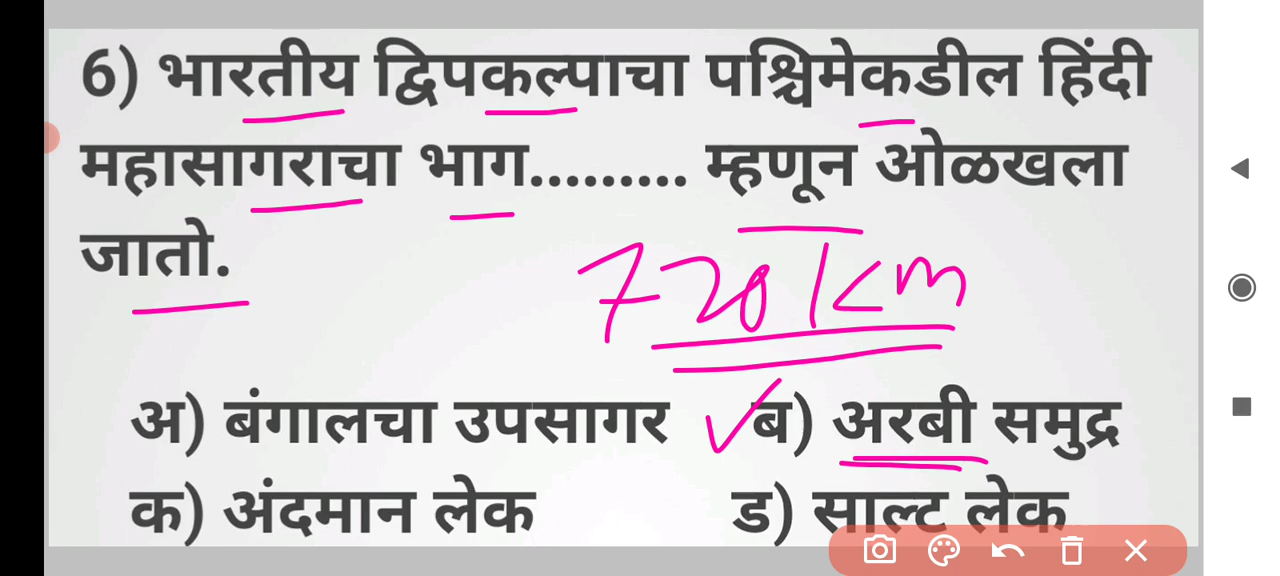 6) भारतीय द्विपकल्पाचा पश्चिमेकडील हिंदी
महासागराचा भाग......... म्हणून ओळखला
जातो.
720 km
अ) बंगालचा उपसागर ब) अरबी समुद्र
क) अंदमान लेक ड) साल्ट लेक